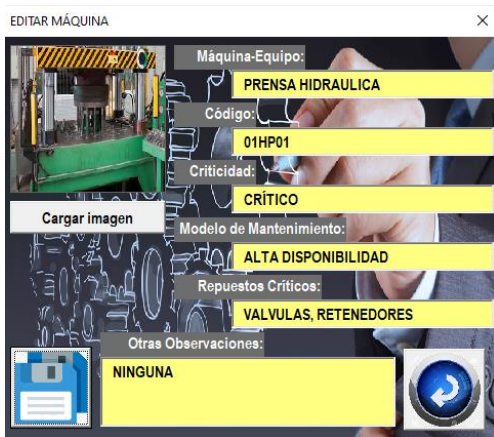 EDITAR MÁQUINA
Máquina-Equipo:
PRENSA HIDRAULICA
Código:
01HP01
Criticidad:
CRÍTICO
Cargar imagen
Modelo de Mantenimiento:
ALTA DISPONIBILIDAD
Repuestos Críticos:
VALVULAS, RETENEDORES
Otras Observaciones:
NINGUNA